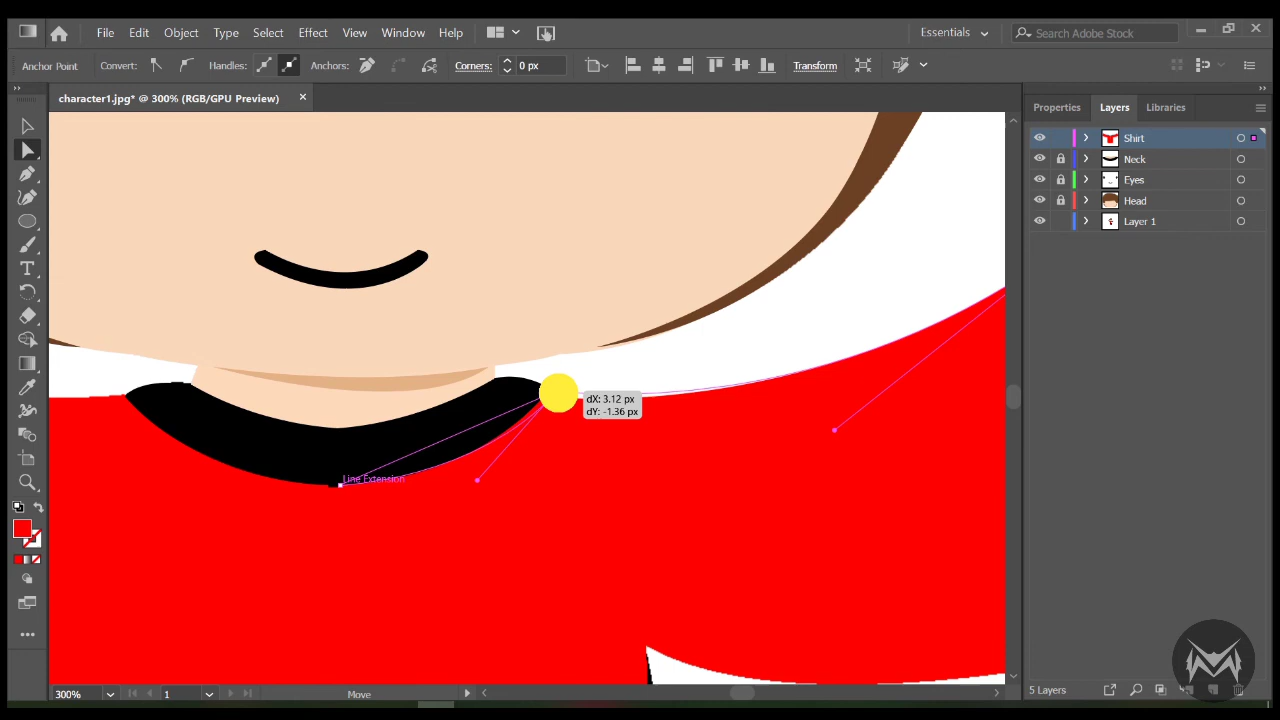 File Edit Object Type Select Effect View Window Help Essentials Search Adobe Stock
Anchor Point Convert: Handles: Anchors: Corners: 0 px Transform
character1.jpg* @ 300% (RGB/GPU Preview)
Properties Layers Libraries
Shirt
Neck
Eyes
Head
Layer 1
dX: 3.12 px
dY: -1.36 px
Line Extension
300% 1 Move 5 Layers